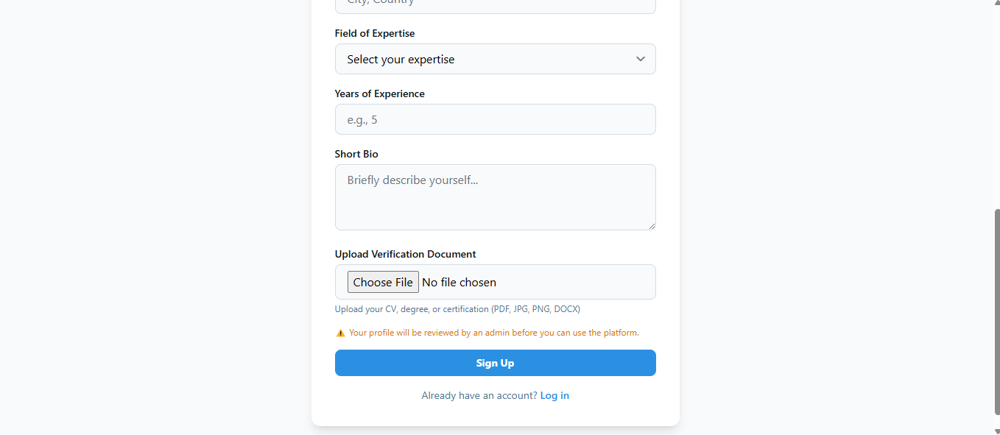 City, Country
Field of Expertise
Select your expertise
Years of Experience
e.g., 5
Short Bio
Briefly describe yourself...
Upload Verification Document
Choose File No file chosen
Upload your CV, degree, or certification (PDF, JPG, PNG, DOCX)
⚠ Your profile will be reviewed by an admin before you can use the platform.
Sign Up
Already have an account? Log in